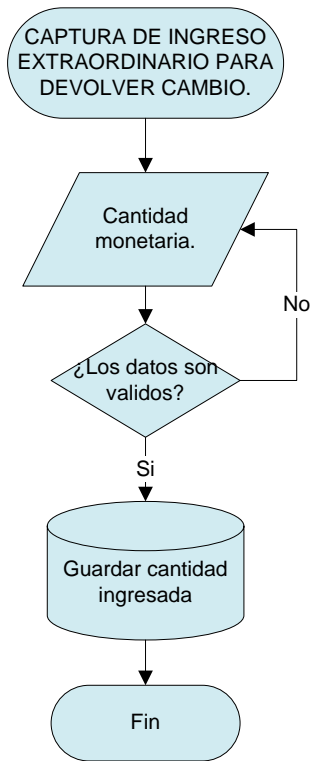 CAPTURA DE INGRESO
EXTRAORDINARIO PARA
DEVOLVER CAMBIO.
Cantidad
monetaria.
No
¿Los datos son
validos?
Si
Guardar cantidad
ingresada
Fin